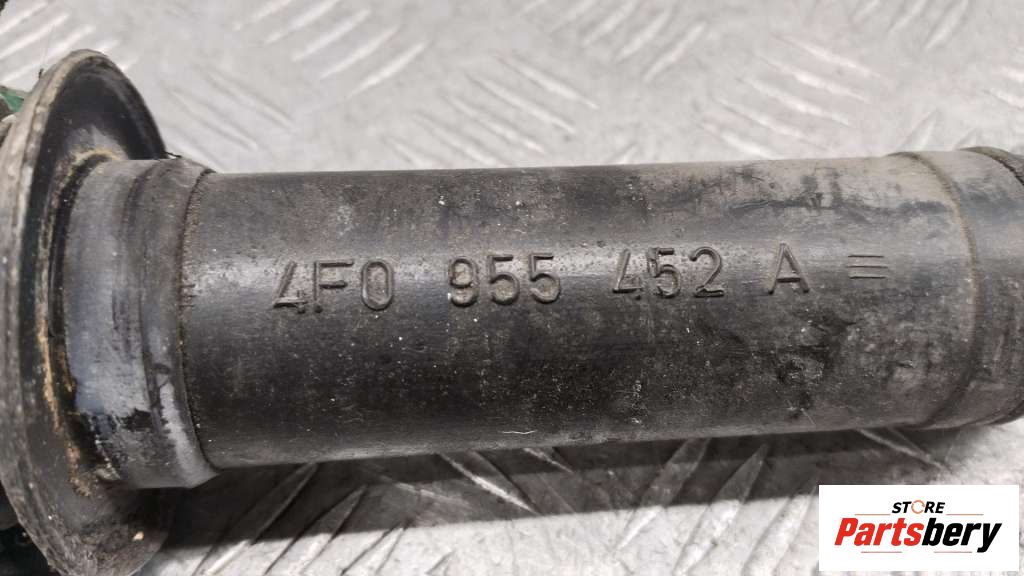 4F0 955 452 A =
STORE
Partsbery